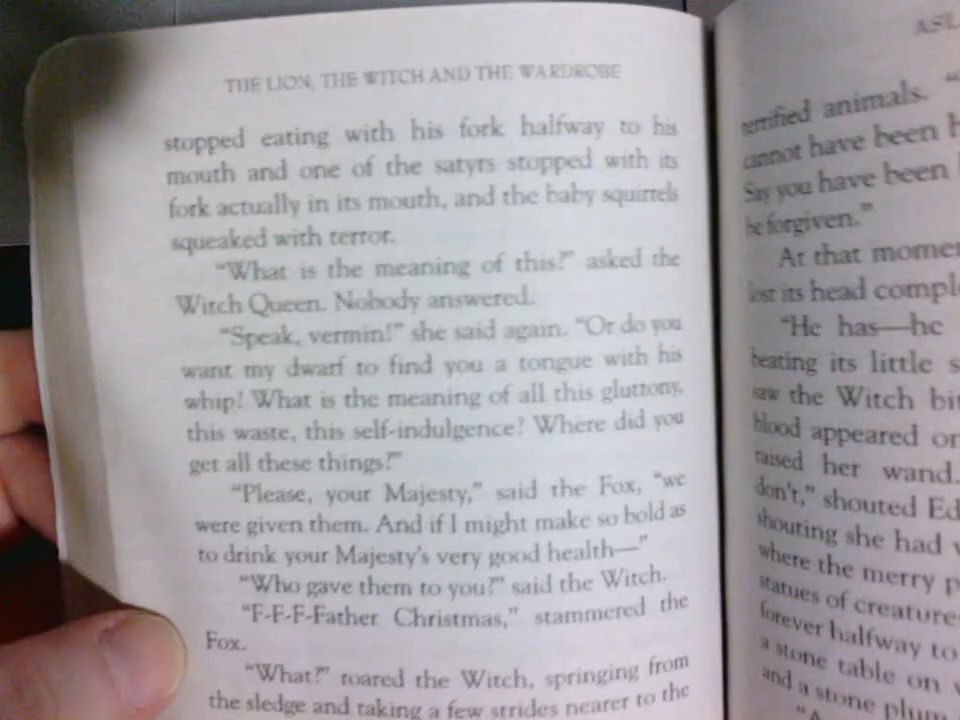 THE LION, THE WITCH AND THE WARDROBE
stopped eating with his fork halfway to his
mouth and one of the satyrs stopped with its
fork actually in its mouth, and the baby squirrels
squeaked with terror.
"What is the meaning of this?" asked the
Witch Queen. Nobody answered.
"Speak, vermin!" she said again. "Or do you
want my dwarf to find you a tongue with his
whip? What is the meaning of all this gluttony,
this waste, this self-indulgence? Where did you
get all these things?"
"Please, your Majesty," said the Fox, "we
were given them. And if I might make so bold as
to drink your Majesty's very good health—"
"Who gave them to you?" said the Witch.
"F-F-F-Father Christmas," stammered the
Fox.
"What?" roared the Witch, springing from
the sledge and taking a few strides nearer to the
terrified animals.
cannot have been
Say you have been
be forgiven."
At that
lost its head
"He has—he
beating its little
saw the Witch
blood appeared
raised her wand.
don't," shouted
shouting she had
where the merry
statues of
forever halfway to
a stone table on
and a stone